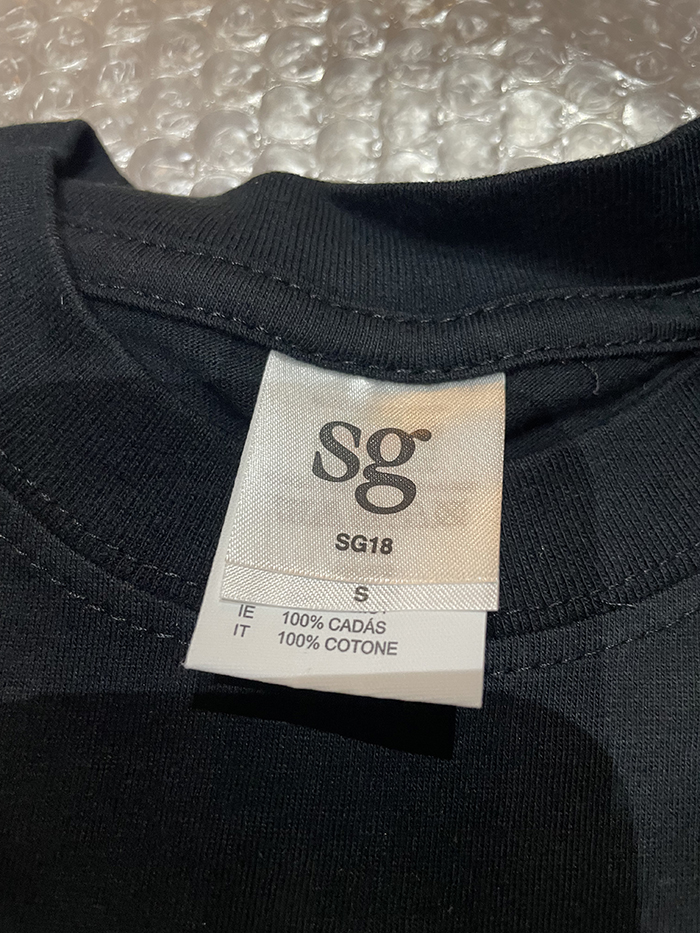 sg
SG18
S
IE 100% CADÁS
IT 100% COTONE